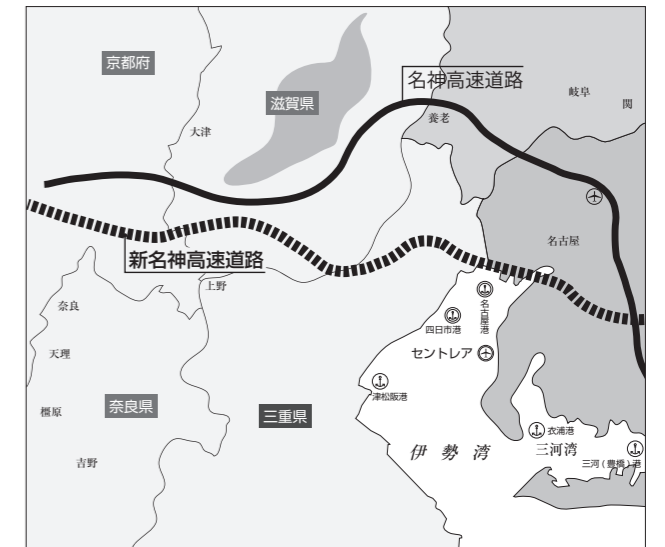 京都府
名神高速道路
岐阜
関
滋賀県
養老
大津
名古屋
新名神高速道路
上野
奈良
名古屋港
四日市港
天理
セントレア
津松阪港
橿原
奈良県
三重県
衣浦港
伊勢湾
三河湾
吉野
三河(豊橋)港